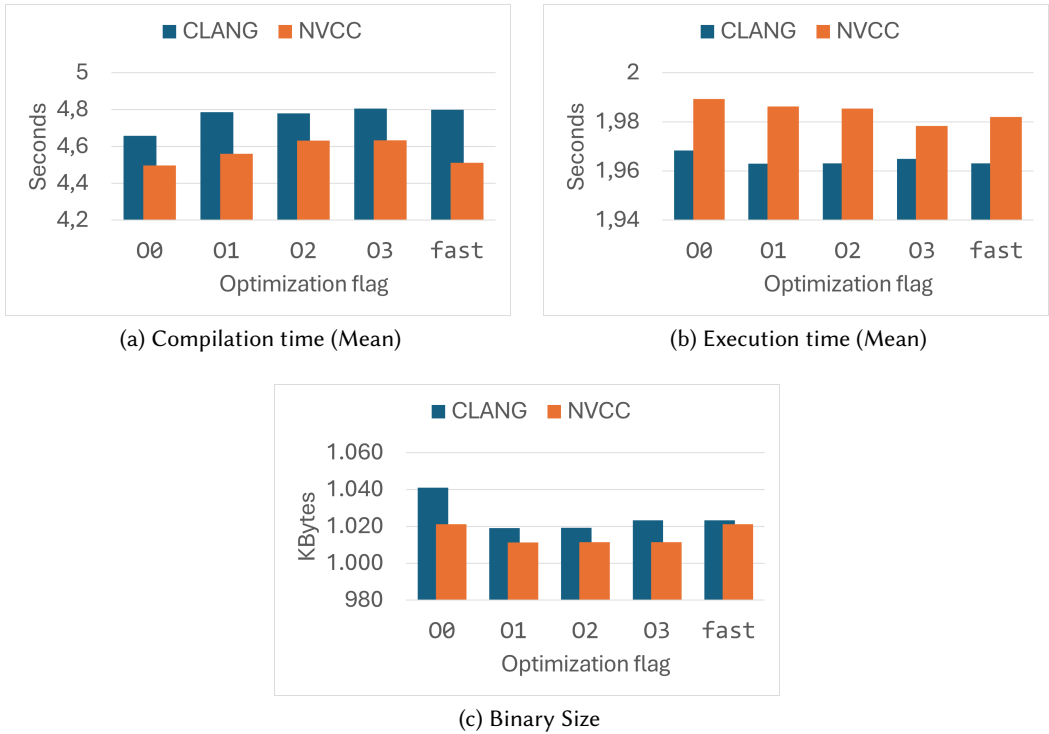 CLANG NVCC
5
4,8
4,6
4,4
4,2
Seconds
O0 O1 O2 O3 fast
Optimization flag
(a) Compilation time (Mean)
CLANG NVCC
2
1,98
1,96
1,94
Seconds
O0 O1 O2 O3 fast
Optimization flag
(b) Execution time (Mean)
CLANG NVCC
1.060
1.040
1.020
1.000
980
KBytes
O0 O1 O2 O3 fast
Optimization flag
(c) Binary Size